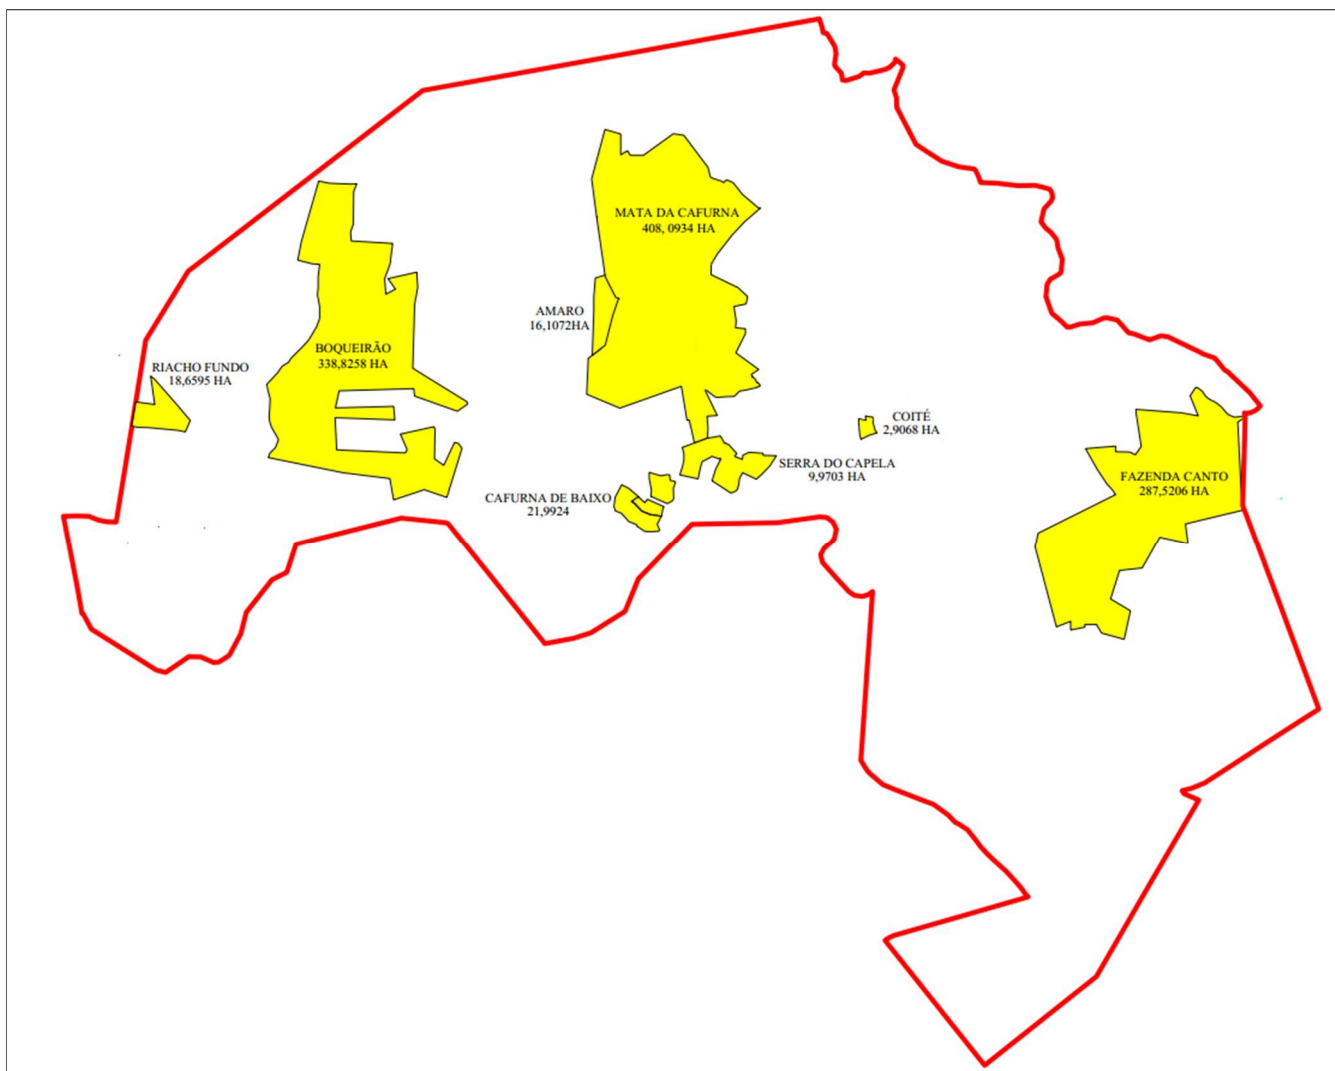 MATA DA CAFURNA
408, 0934 HA
AMARO
16,1072HA
BOQUEIRÃO
338,8258 HA
RIACHO FUNDO
18,6595 HA
COITÉ
2,9068 HA
SERRA DO CAPELA
9,9703 HA
FAZENDA CANTO
287,5206 HA
CAFURNA DE BAIXO
21,9924